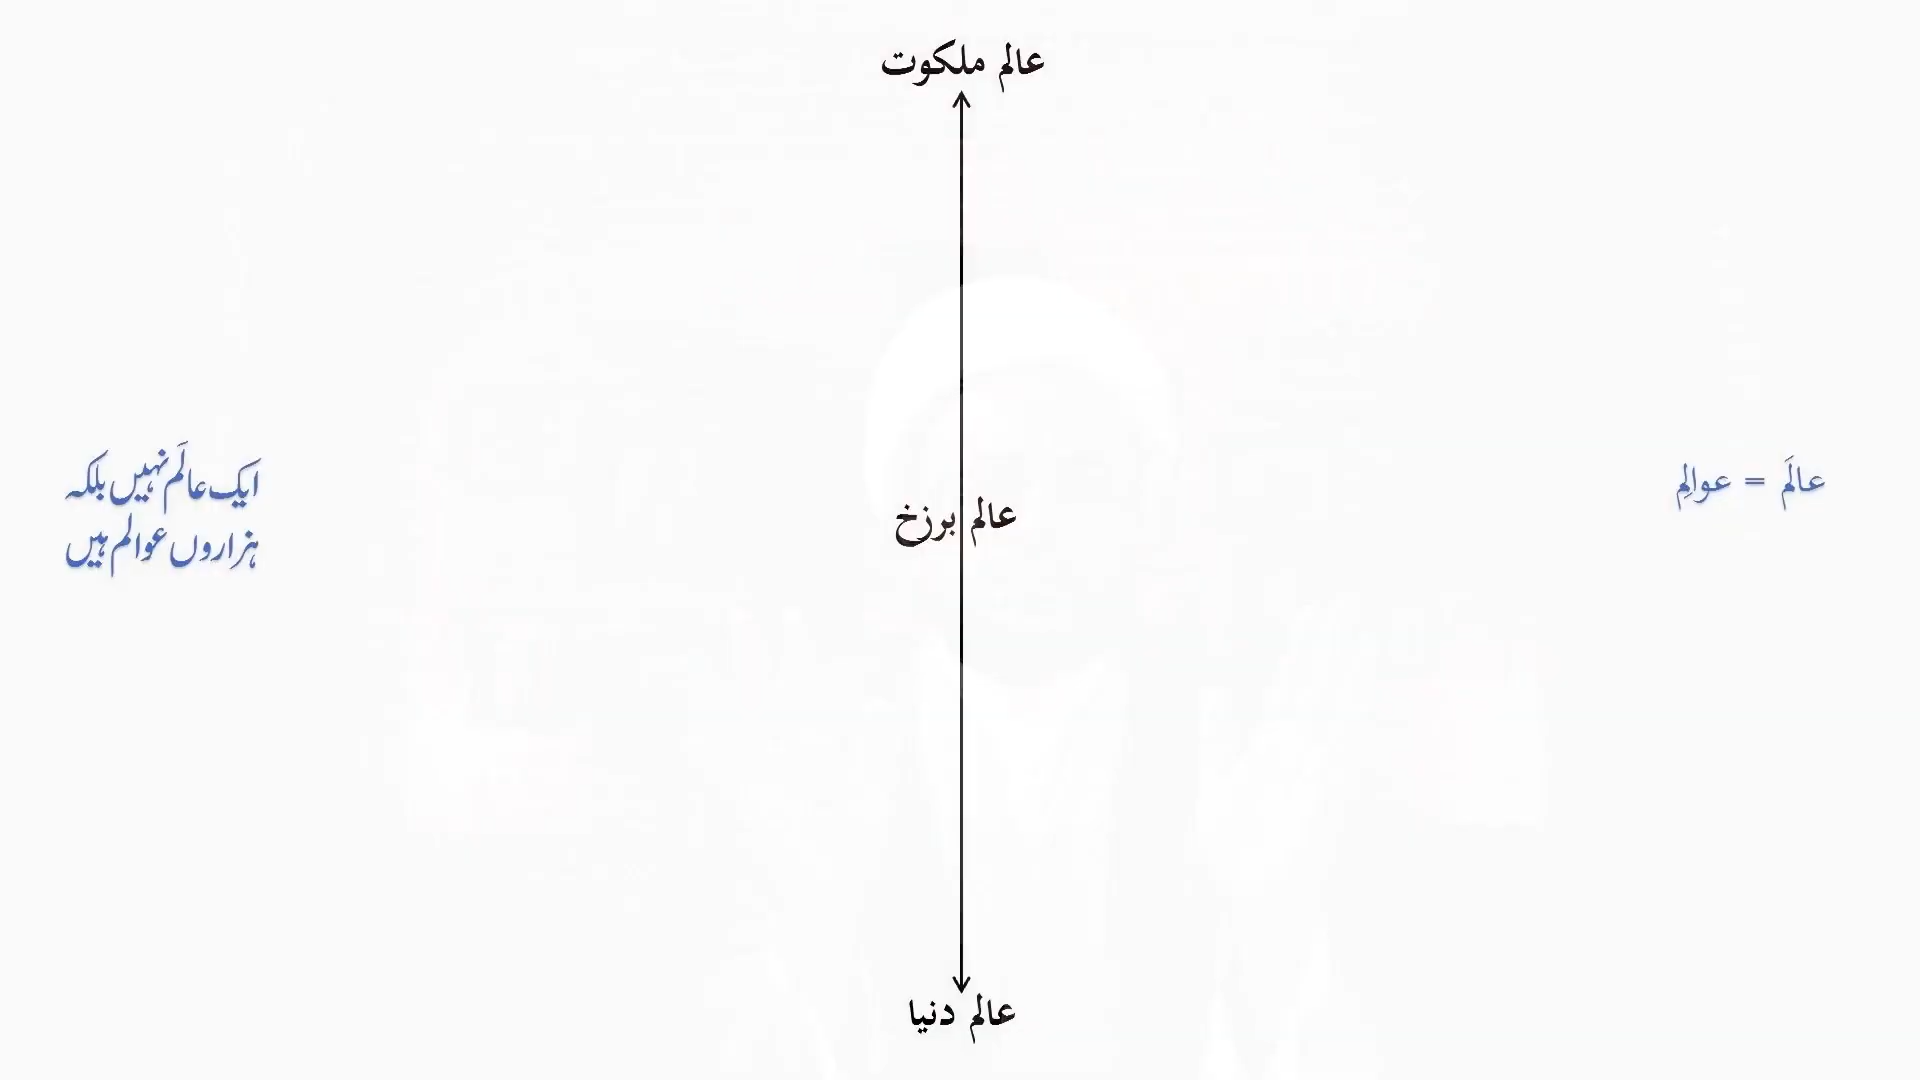 عالم ملکوت
عالَم = عوالِم
ایک عالَم نہیں بلکہ
ہزاروں عوالم ہیں
عالم برزخ
عالم دنیا